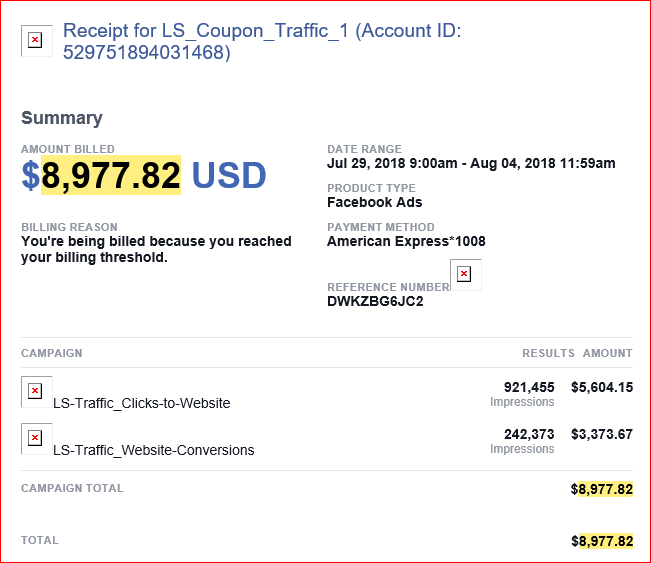 Receipt for LS_Coupon_Traffic_1 (Account ID:
529751894031468)
Summary
AMOUNT BILLED
$8,977.82 USD
BILLING REASON
You're being billed because you reached
your billing threshold.
DATE RANGE
Jul 29, 2018 9:00am - Aug 04, 2018 11:59am
PRODUCT TYPE
Facebook Ads
PAYMENT METHOD
American Express*1008
REFERENCE NUMBER
DWKZBG6JC2
CAMPAIGN RESULTS AMOUNT
LS-Traffic_Clicks-to-Website 921,455 $5,604.15
Impressions
LS-Traffic_Website-Conversions 242,373 $3,373.67
Impressions
CAMPAIGN TOTAL $8,977.82
TOTAL $8,977.82